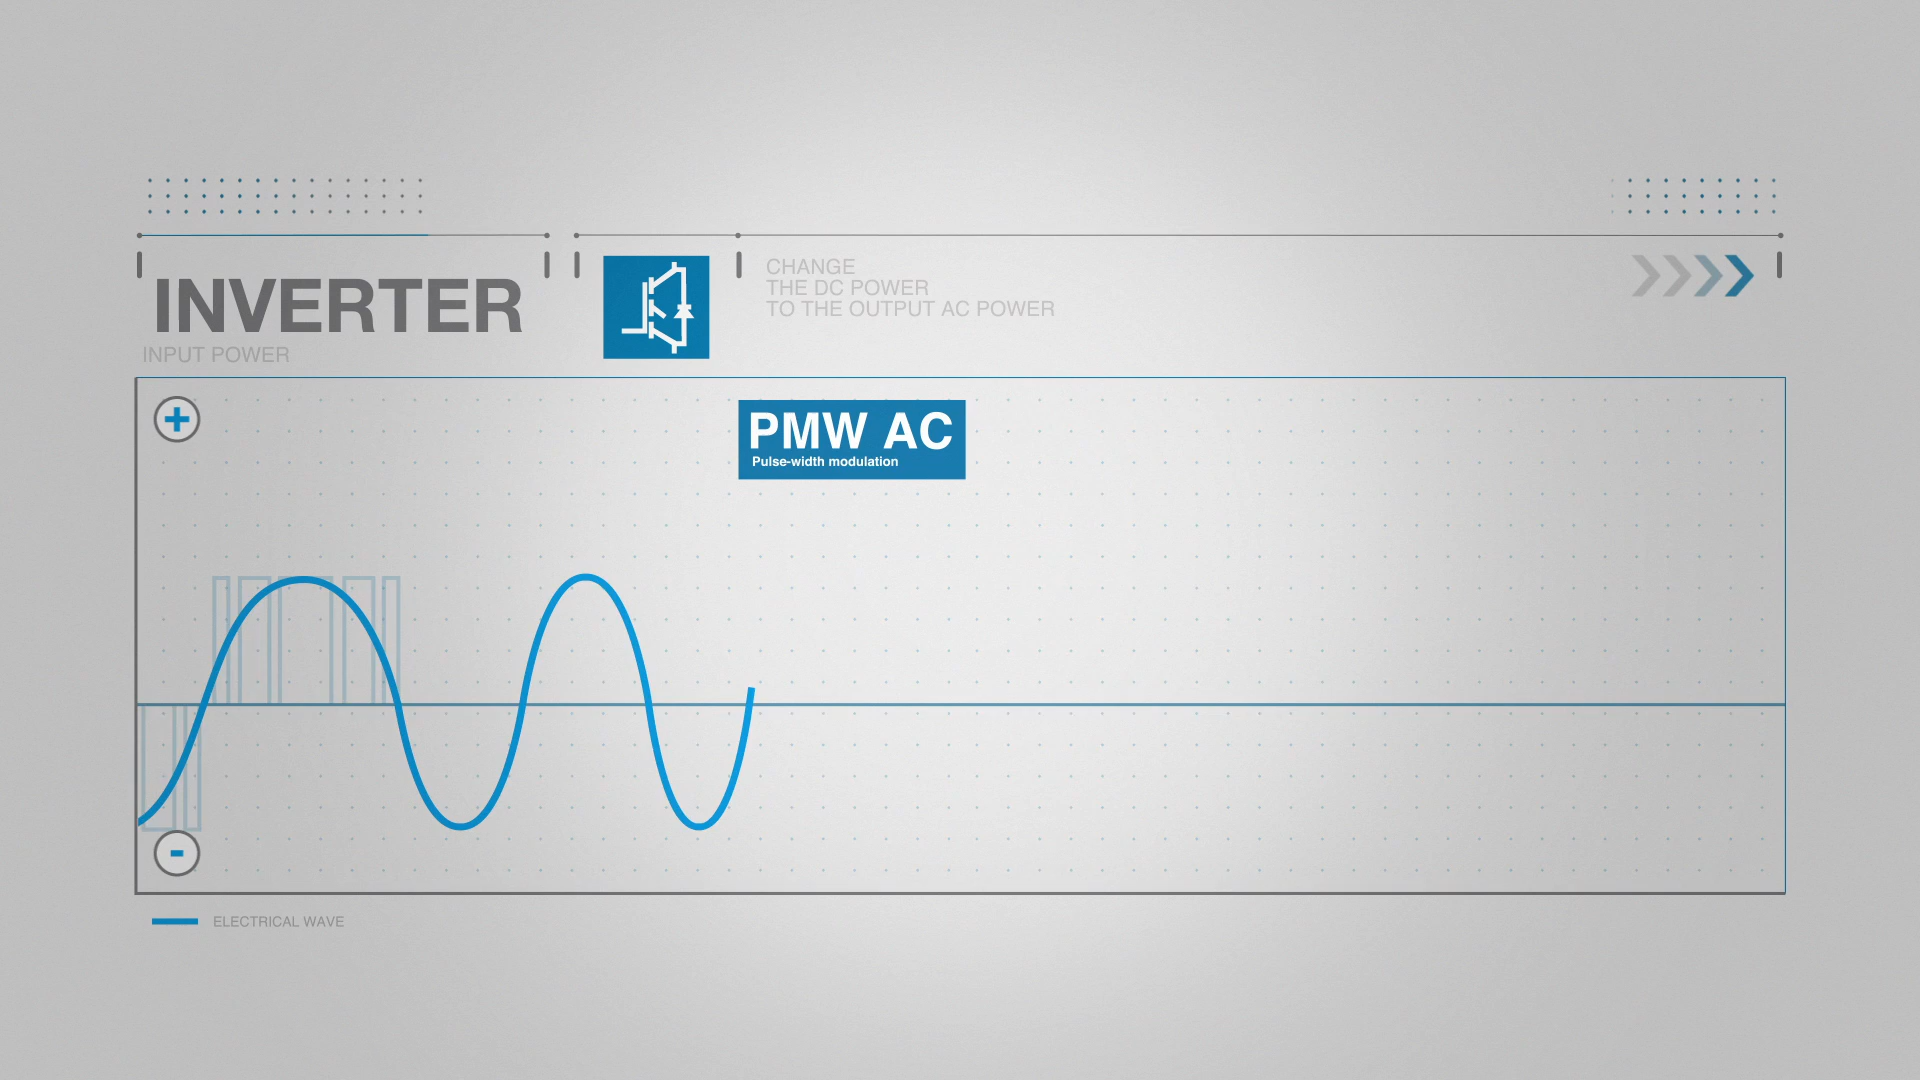 INVERTER
INPUT POWER
CHANGE
THE DC POWER
TO THE OUTPUT AC POWER
PMW AC
Pulse-width modulation
+
-
ELECTRICAL WAVE